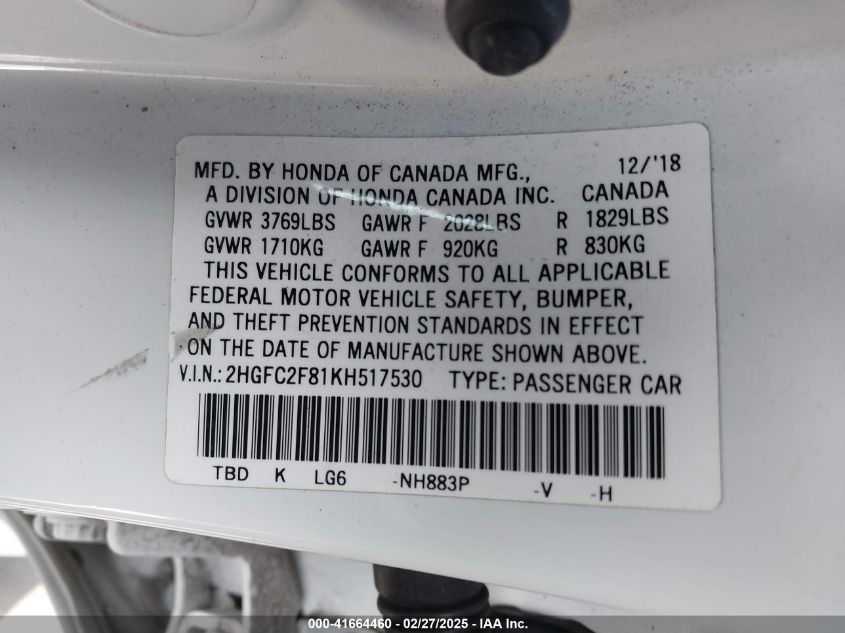 MFD. BY HONDA OF CANADA MFG., 12/'18
A DIVISION OF HONDA CANADA INC. CANADA
GVWR 3769LBS GAWR F 2028LBS R 1829LBS
GVWR 1710KG GAWR F 920KG R 830KG
THIS VEHICLE CONFORMS TO ALL APPLICABLE
FEDERAL MOTOR VEHICLE SAFETY, BUMPER,
AND THEFT PREVENTION STANDARDS IN EFFECT
ON THE DATE OF MANUFACTURE SHOWN ABOVE.
V.I.N.: 2HGFC2F81KH517530 TYPE: PASSENGER CAR
TBD K LG6 -NH883P -V -H
000-41664460 - 02/27/2025 - IAA Inc.